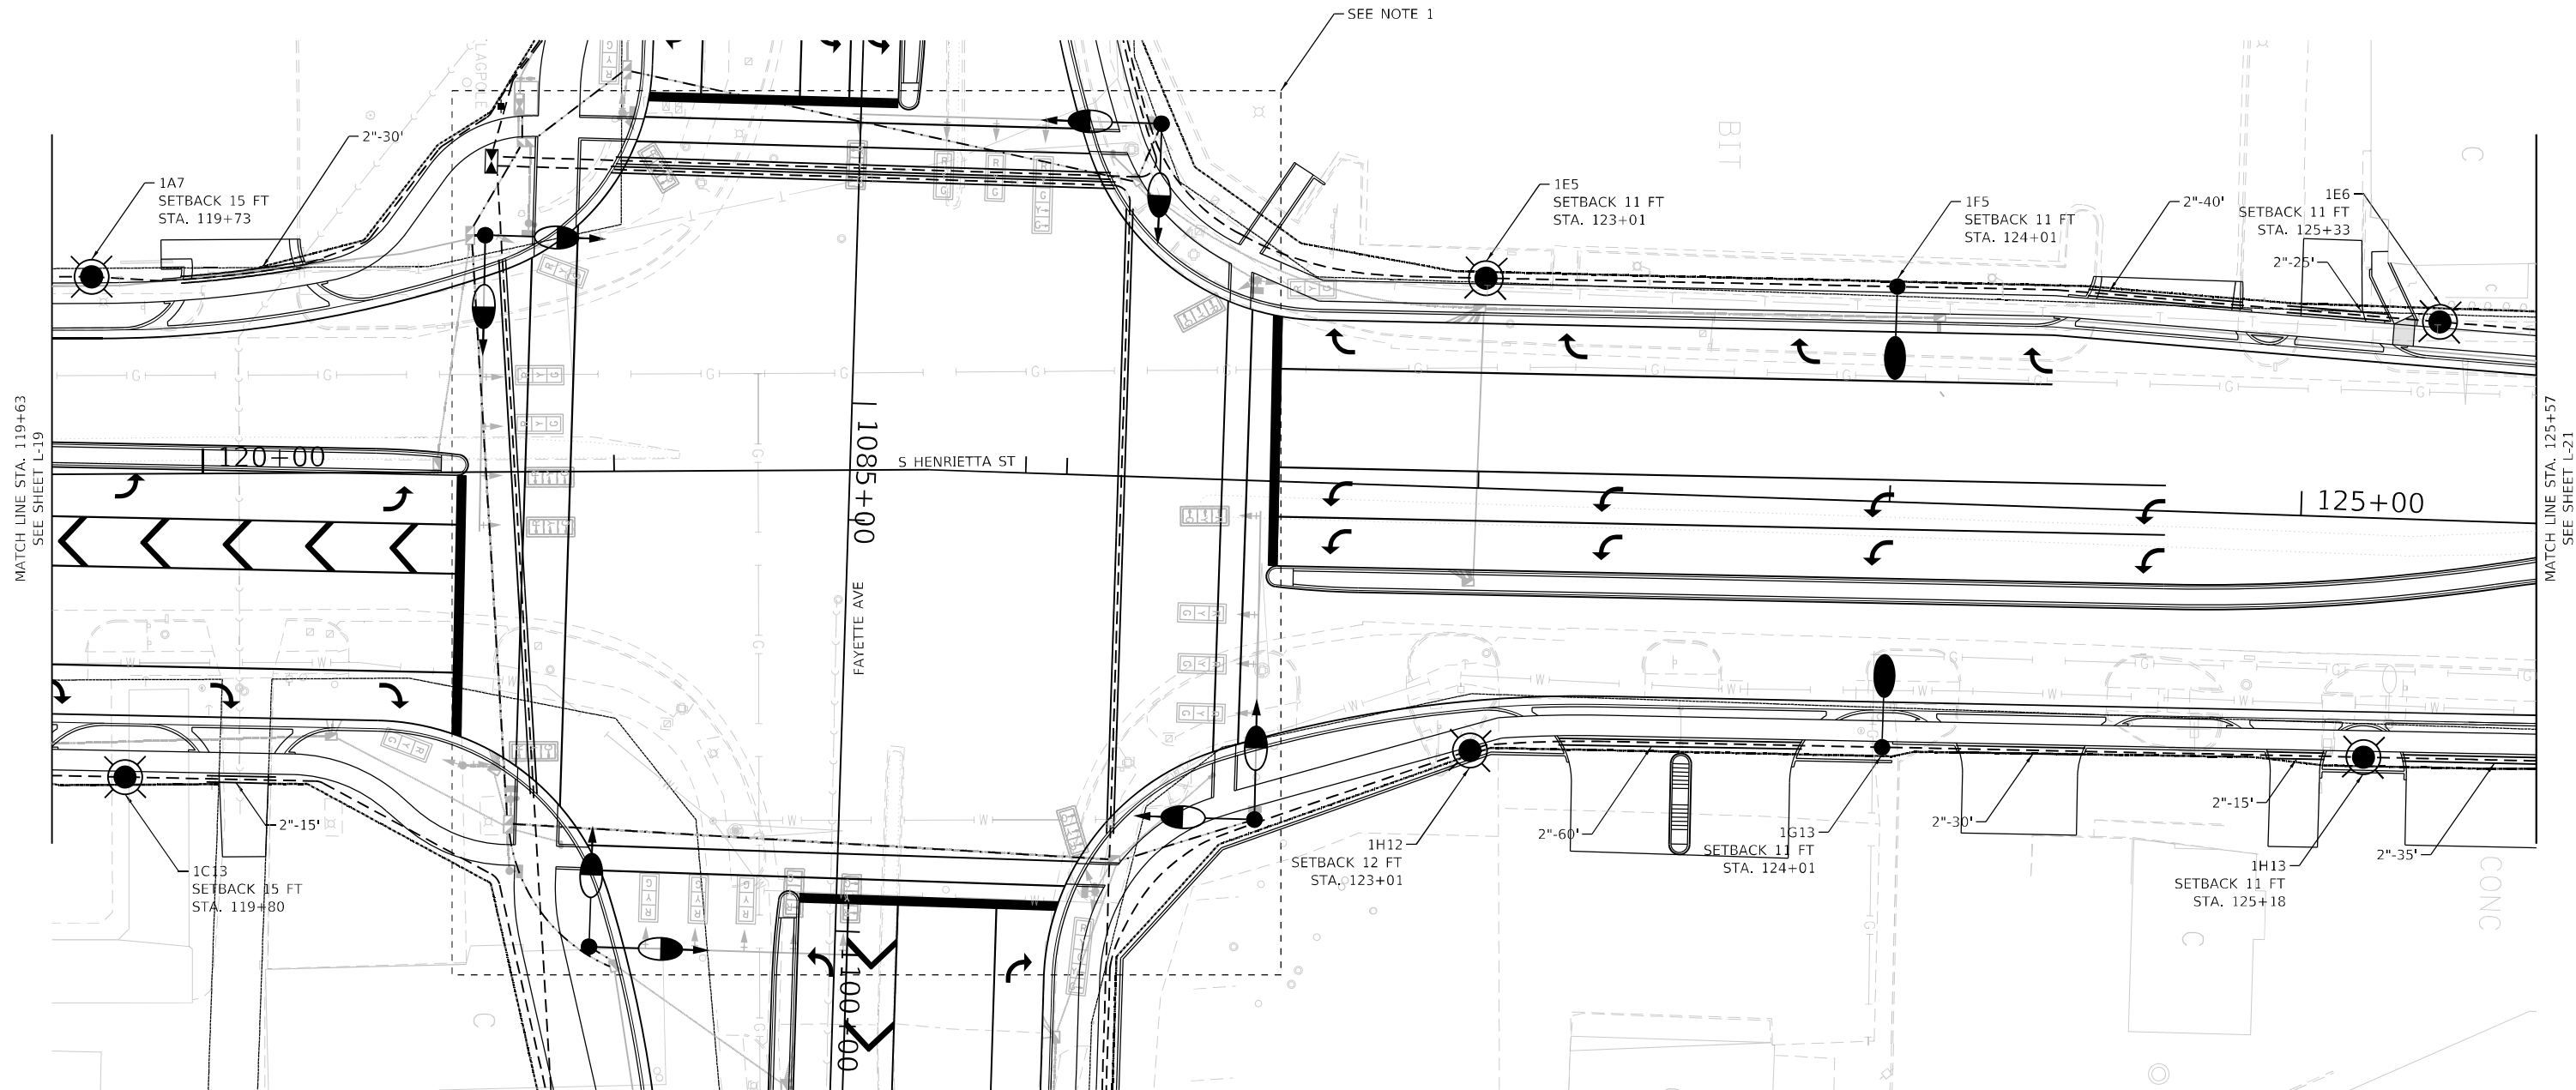 SEE NOTE 1
FLAGPOLE
2"-30'
1A7
SETBACK 15 FT
STA. 119+73
1E5
SETBACK 11 FT
STA. 123+01
1F5
SETBACK 11 FT
STA. 124+01
2"-40'
1E6
SETBACK 11 FT
STA. 125+33
2"-25'
BIT
C
MATCH LINE STA. 119+63
SEE SHEET L-19
120+00
1085+00
S HENRIETTA ST
FAYETTE AVE
125+00
MATCH LINE STA. 125+57
SEE SHEET L-21
2"-15'
1C13
SETBACK 15 FT
STA. 119+80
1H12
SETBACK 12 FT
STA. 123+01
2"-60'
1G13
SETBACK 11 FT
STA. 124+01
2"-30'
2"-15'
1H13
SETBACK 11 FT
STA. 125+18
2"-35'
CONC
C
C
1100+00